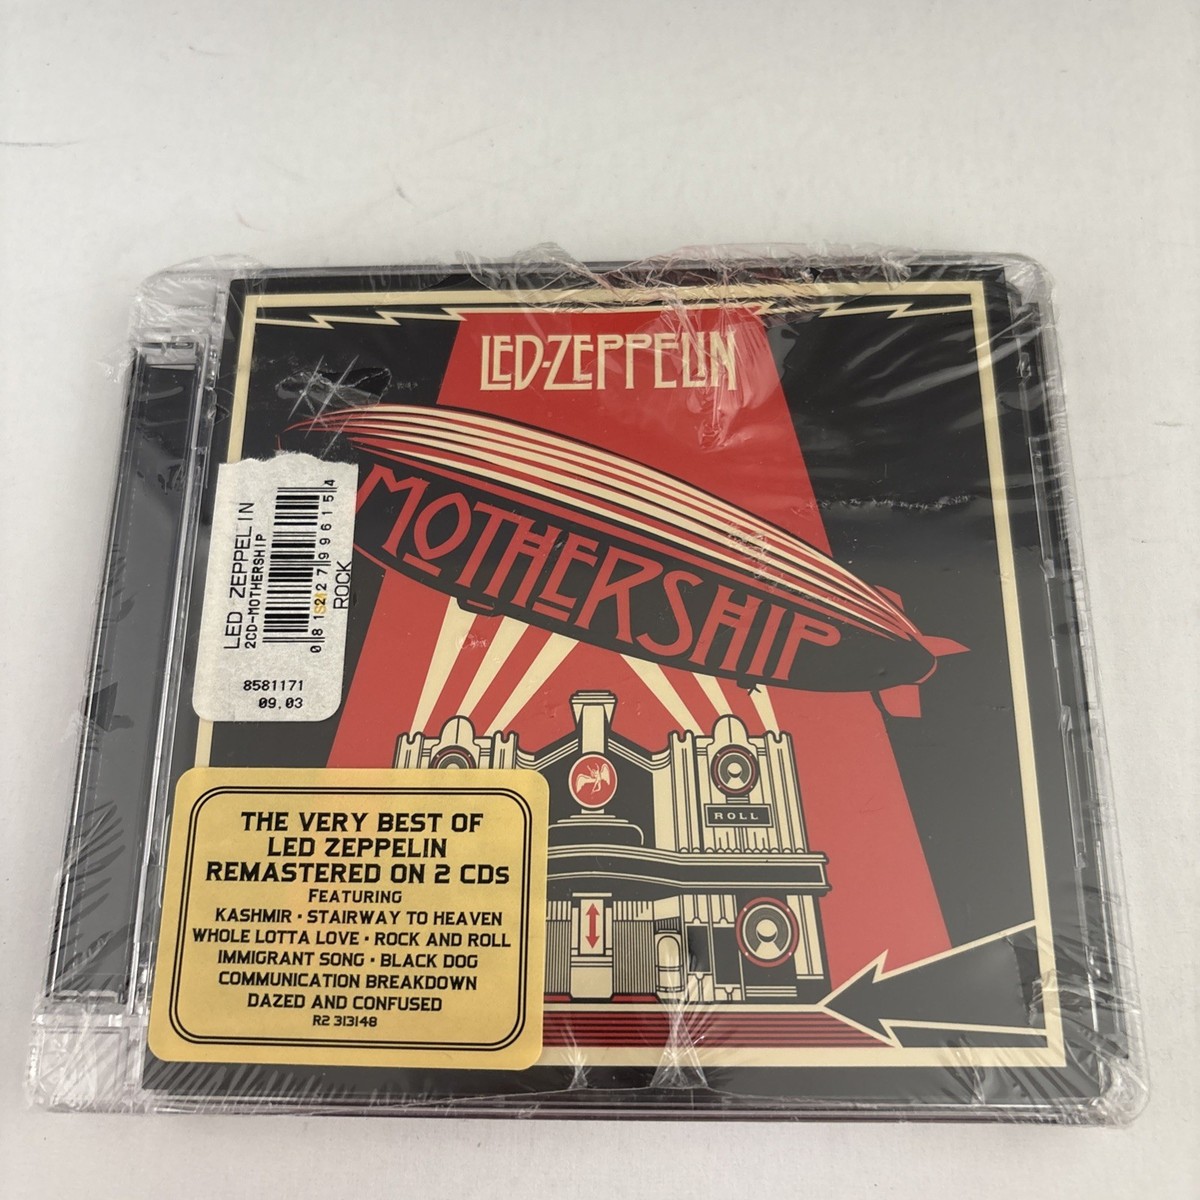 LED-ZEPPELIN
MOTHERSHIP
LED ZEPPELIN
2CD-MOTHERSHIP
0 81227 99615 4
ROCK
8581171
09.03
ROLL
THE VERY BEST OF
LED ZEPPELIN
REMASTERED ON 2 CDs
FEATURING
KASHMIR · STAIRWAY TO HEAVEN
WHOLE LOTTA LOVE · ROCK AND ROLL
IMMIGRANT SONG · BLACK DOG
COMMUNICATION BREAKDOWN
DAZED AND CONFUSED
R2 313148